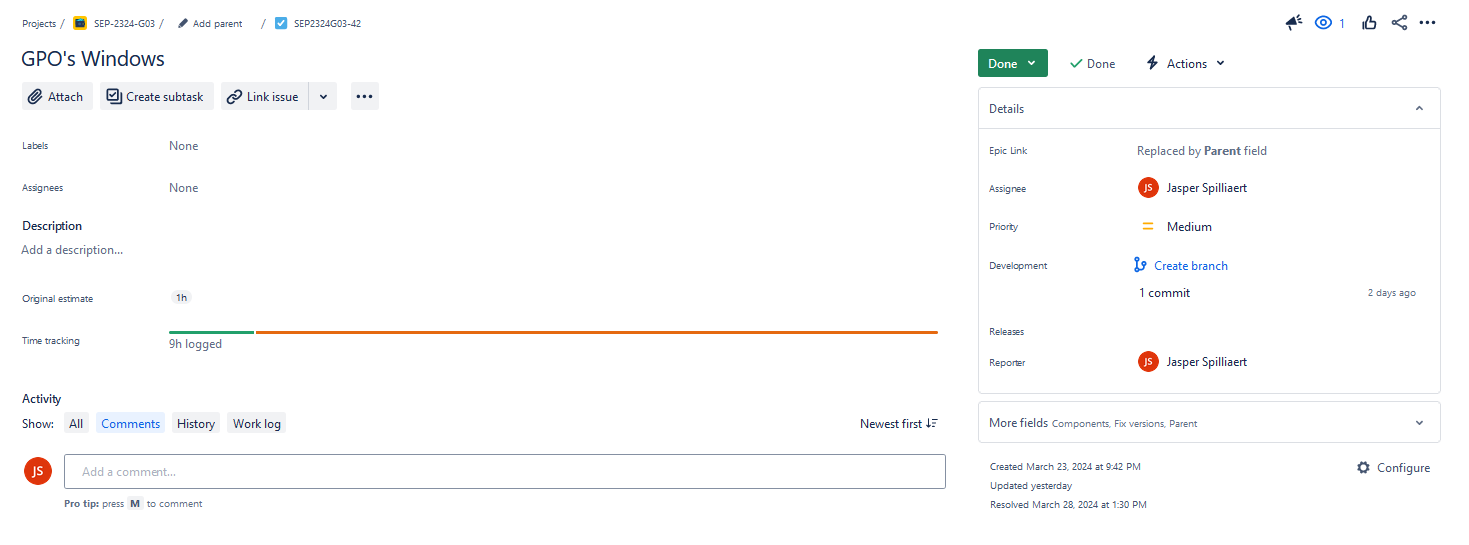 Projects / SEP-2324-G03 / Add parent / SEP2324G03-42
1
GPO's Windows
Attach
Create subtask
Link issue
Labels
None
Assignees
None
Description
Add a description...
Original estimate
1h
Time tracking
9h logged
Activity
Show: All Comments History Work log
Newest first
JS
Add a comment...
Pro tip: press M to comment
Done
Done
Actions
Details
Epic Link
Replaced by Parent field
Assignee
JS Jasper Spilliaert
Priority
Medium
Development
Create branch
1 commit
2 days ago
Releases
Reporter
JS Jasper Spilliaert
More fields Components, Fix versions, Parent
Created March 23, 2024 at 9:42 PM
Configure
Updated yesterday
Resolved March 28, 2024 at 1:30 PM